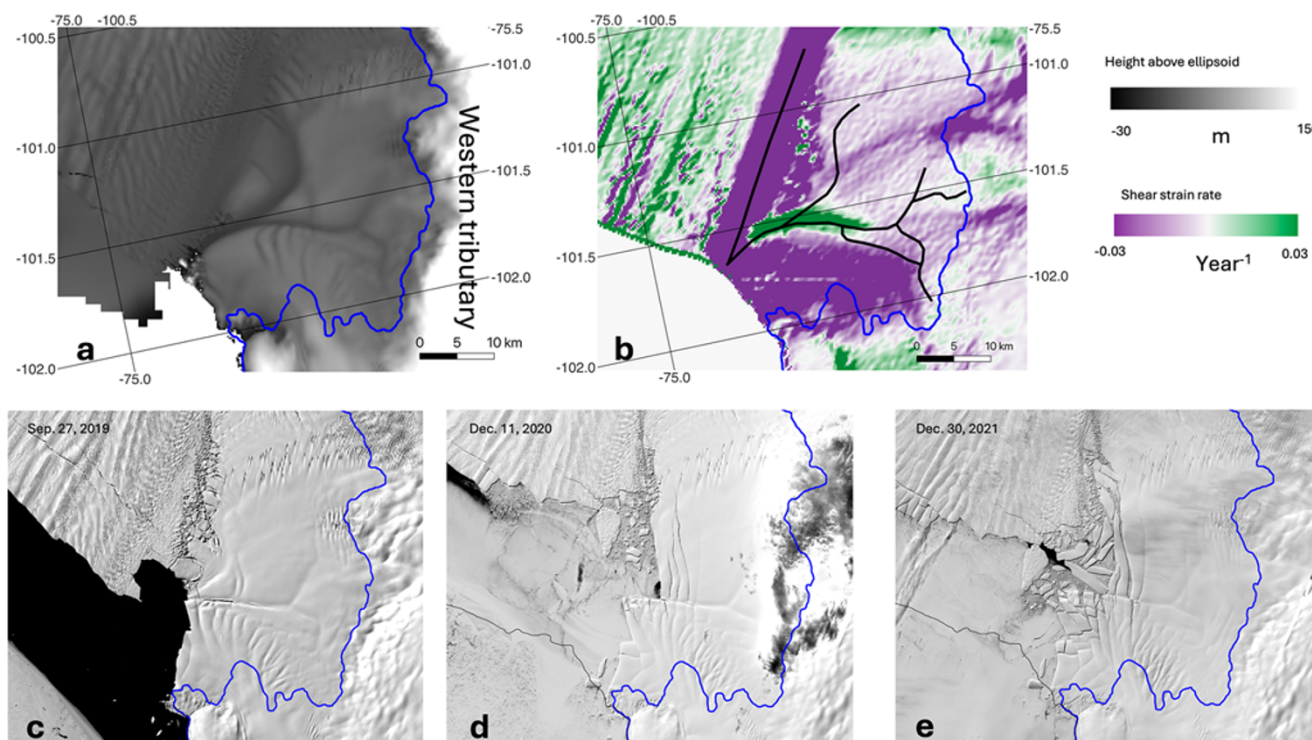 -75.0 -100.5
-100.5
-75.5
-101.0
-101.0
-101.5
-101.5
-102.0
-102.0
-75.0
Western tributary
a
0 5 10 km
-75.0 -100.5
-100.5
-75.5
-101.0
-101.0
-101.5
-101.5
-102.0
-102.0
-75.0
b
0 5 10 km
Height above ellipsoid
-30 m 15
Shear strain rate
-0.03 0.03
Year-1
Sep. 27, 2019
c
Dec. 11, 2020
d
Dec. 30, 2021
e